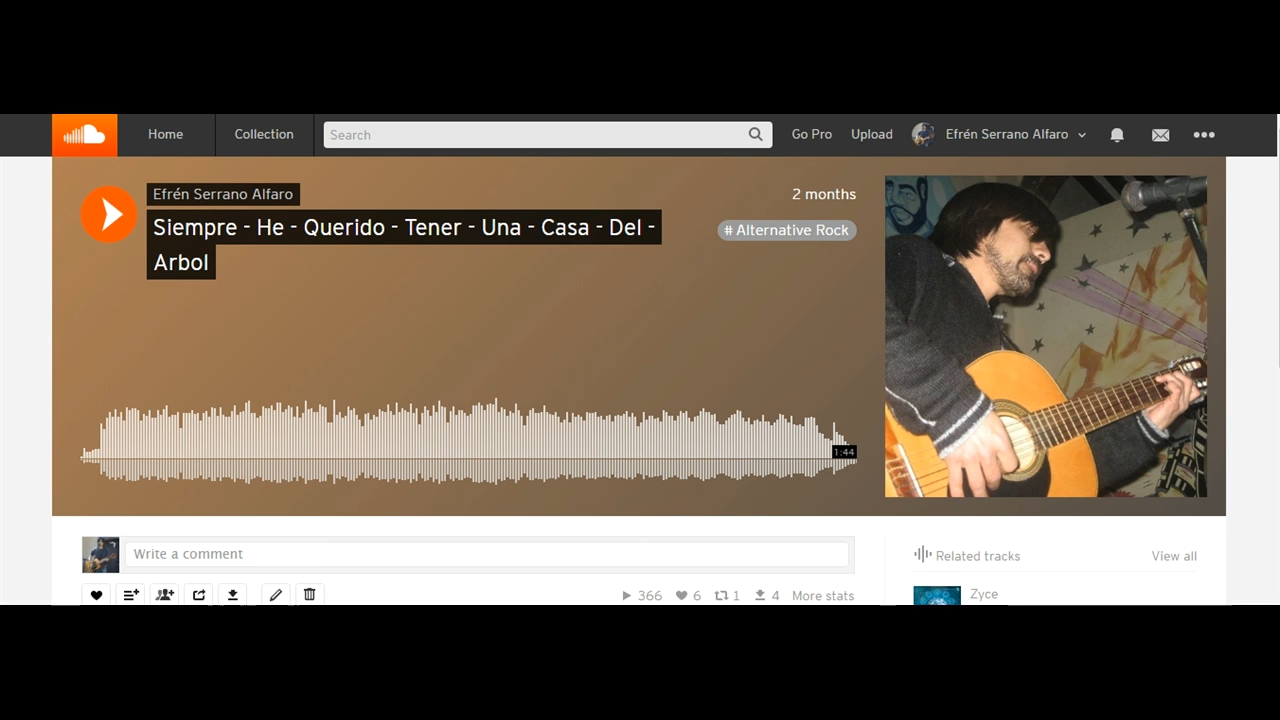 Home
Collection
Search
Go Pro
Upload
Efrén Serrano Alfaro
Efrén Serrano Alfaro
2 months
Siempre - He - Querido - Tener - Una - Casa - Del -
Arbol
# Alternative Rock
1:44
Write a comment
Related tracks
View all
366
6
1
4
More stats
Zyce